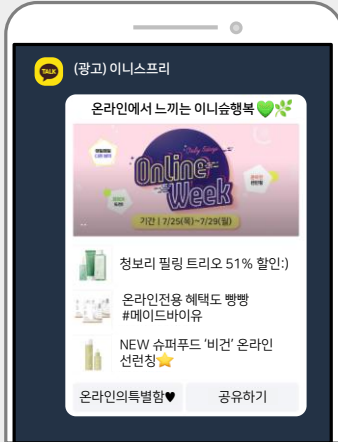 TALK
(광고) 이니스프리
온라인에서 느끼는 이니슾행복 💚🌿
Only Sings
Online
Week
기간 | 7/25(목)~7/29(월)
청보리 필링 트리오 51% 할인:)
온라인전용 혜택도 빵빵
#메이드바이유
NEW 슈퍼푸드 ‘비건’ 온라인
선런칭⭐
온라인의특별함♥
공유하기